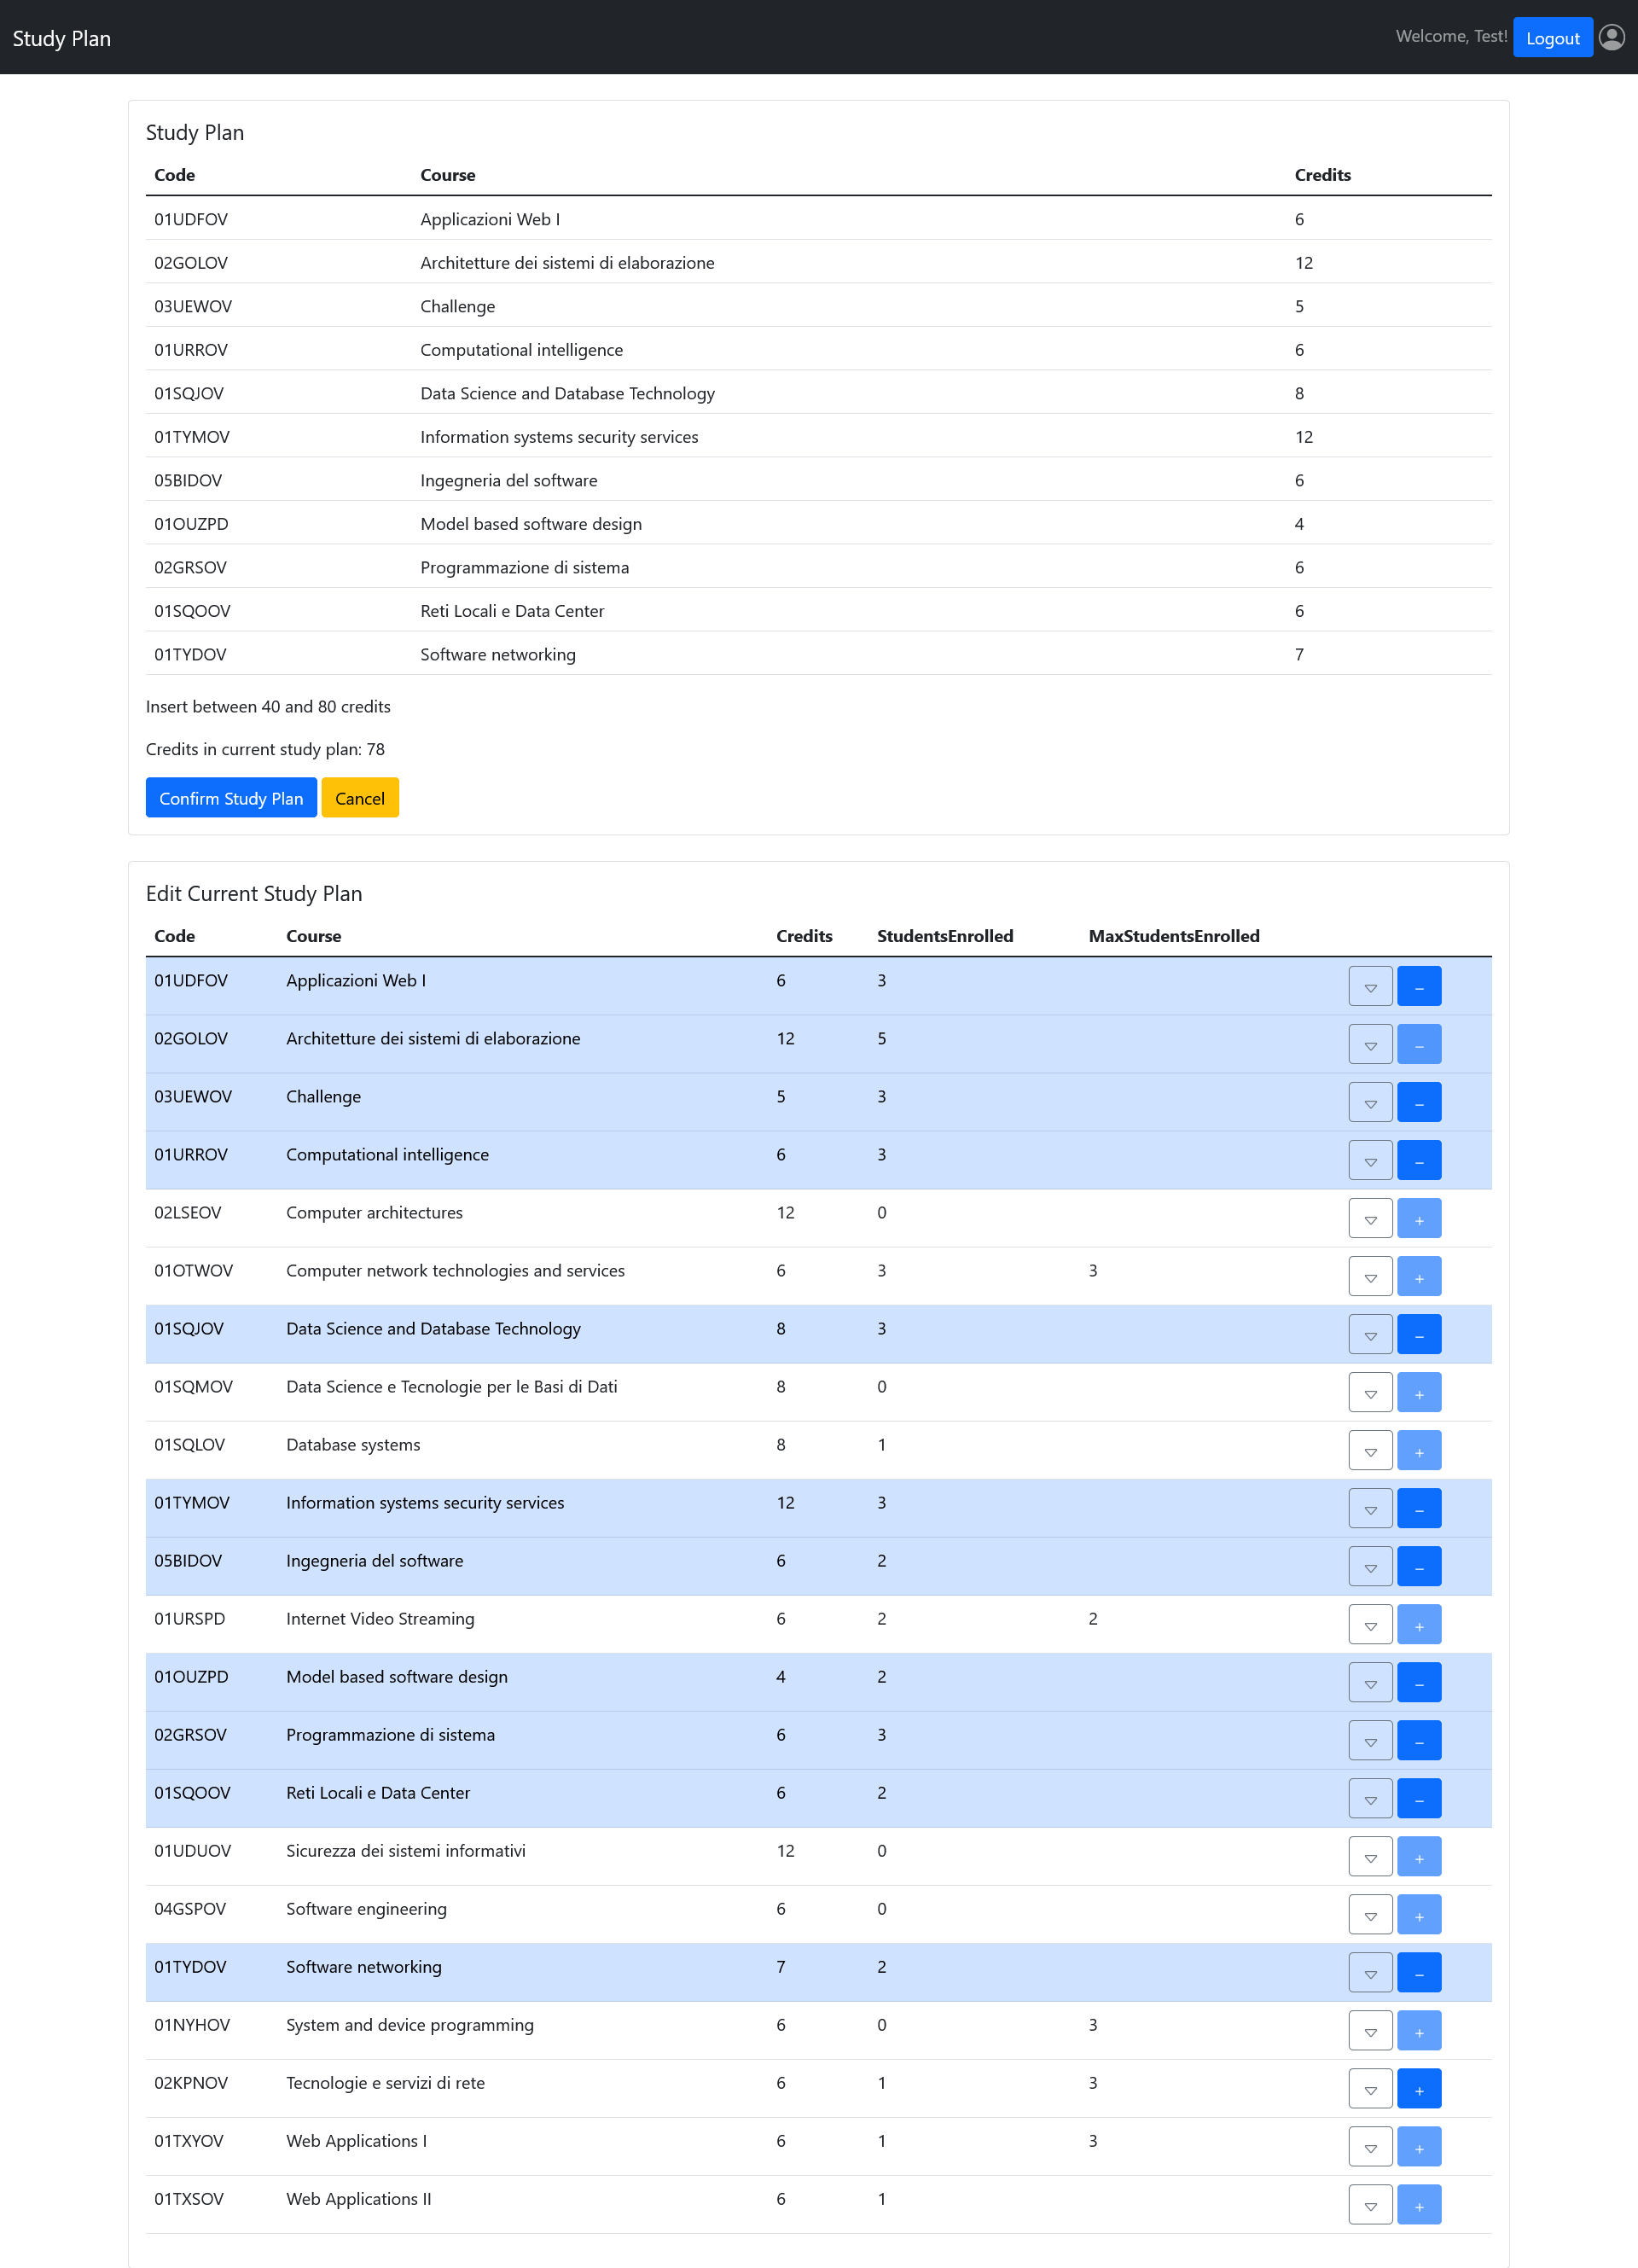 Study Plan
Welcome, Test! Logout
Study Plan
Code Course Credits
01UDFOV Applicazioni Web I 6
02GOLOV Architetture dei sistemi di elaborazione 12
03UEWOV Challenge 5
01URROV Computational intelligence 6
01SQJOV Data Science and Database Technology 8
01TYMOV Information systems security services 12
05BIDOV Ingegneria del software 6
01OUZPD Model based software design 4
02GRSOV Programmazione di sistema 6
01SQOOV Reti Locali e Data Center 6
01TYDOV Software networking 7
Insert between 40 and 80 credits
Credits in current study plan: 78
Confirm Study Plan Cancel
Edit Current Study Plan
Code Course Credits StudentsEnrolled MaxStudentsEnrolled
01UDFOV Applicazioni Web I 6 3 –
02GOLOV Architetture dei sistemi di elaborazione 12 5 –
03UEWOV Challenge 5 3 –
01URROV Computational intelligence 6 3 –
02LSEOV Computer architectures 12 0 +
01OTWOV Computer network technologies and services 6 3 3 +
01SQJOV Data Science and Database Technology 8 3 –
01SQMOV Data Science e Tecnologie per le Basi di Dati 8 0 +
01SQLOV Database systems 8 1 +
01TYMOV Information systems security services 12 3 –
05BIDOV Ingegneria del software 6 2 –
01URSPD Internet Video Streaming 6 2 2 +
01OUZPD Model based software design 4 2 –
02GRSOV Programmazione di sistema 6 3 –
01SQOOV Reti Locali e Data Center 6 2 –
01UDUOV Sicurezza dei sistemi informativi 12 0 +
04GSPOV Software engineering 6 0 +
01TYDOV Software networking 7 2 –
01NYHOV System and device programming 6 0 3 +
02KPNOV Tecnologie e servizi di rete 6 1 3 +
01TXYOV Web Applications I 6 1 3 +
01TXSOV Web Applications II 6 1 +